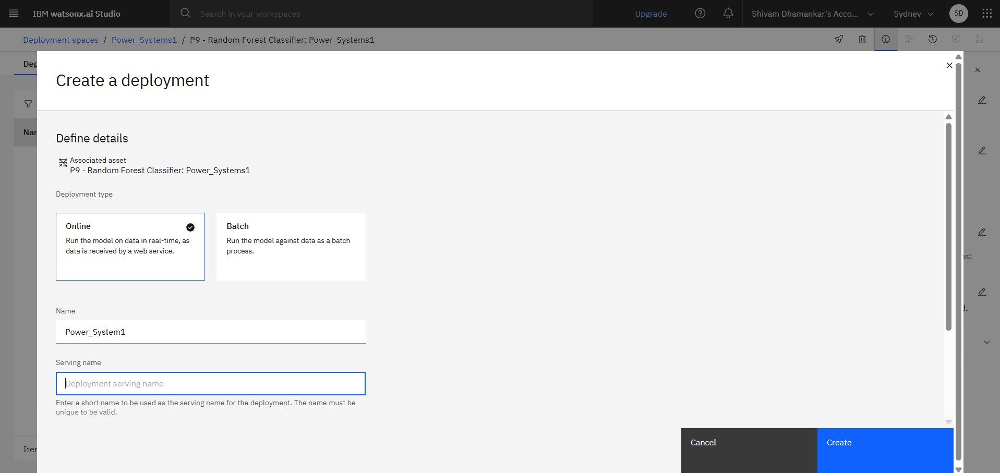 IBM watsonx.ai Studio
Search in your workspaces
Upgrade
Shivam Dhamankar's Acco...
Sydney
SD
Deployment spaces / Power_Systems1 / P9 - Random Forest Classifier: Power_Systems1
Dep
Create a deployment
Nar
Define details
Associated asset
P9 - Random Forest Classifier: Power_Systems1
Deployment type
Online
Run the model on data in real-time, as
data is received by a web service.
Batch
Run the model against data as a batch
process.
ns:
d.
Name
Power_System1
Serving name
Deployment serving name
Enter a short name to be used as the serving name for the deployment. The name must be
unique to be valid.
Iter
Cancel
Create